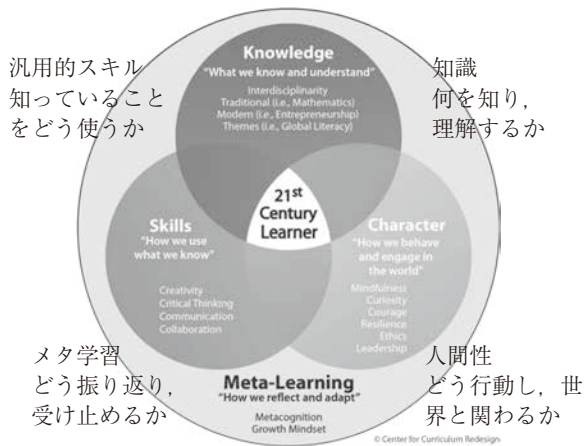 汎用的スキル
知っていること
をどう使うか
知識
何を知り，
理解するか
Knowledge
"What we know and understand"
Interdisciplinarity
Traditional (i.e., Mathematics)
Modern (i.e., Entrepreneurship)
Themes (i.e., Global Literacy)
21st
Century
Learner
Skills
"How we use
what we know"
Creativity
Critical Thinking
Communication
Collaboration
Character
"How we behave
and engage in
the world"
Mindfulness
Curiosity
Courage
Resilience
Ethics
Leadership
メタ学習
どう振り返り，
受け止めるか
Meta-Learning
"How we reflect and adapt"
Metacognition
Growth Mindset
人間性
どう行動し，世
界と関わるか
© Center for Curriculum Redesign